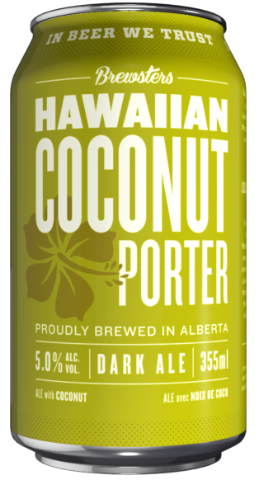 IN BEER WE TRUST
Brewsters
HAWAIIAN
COCONUT
PORTER
PROUDLY BREWED IN ALBERTA
5.0% ALC. VOL. DARK ALE 355ml
ALE with COCONUT ALE avec NOIX DE COCO